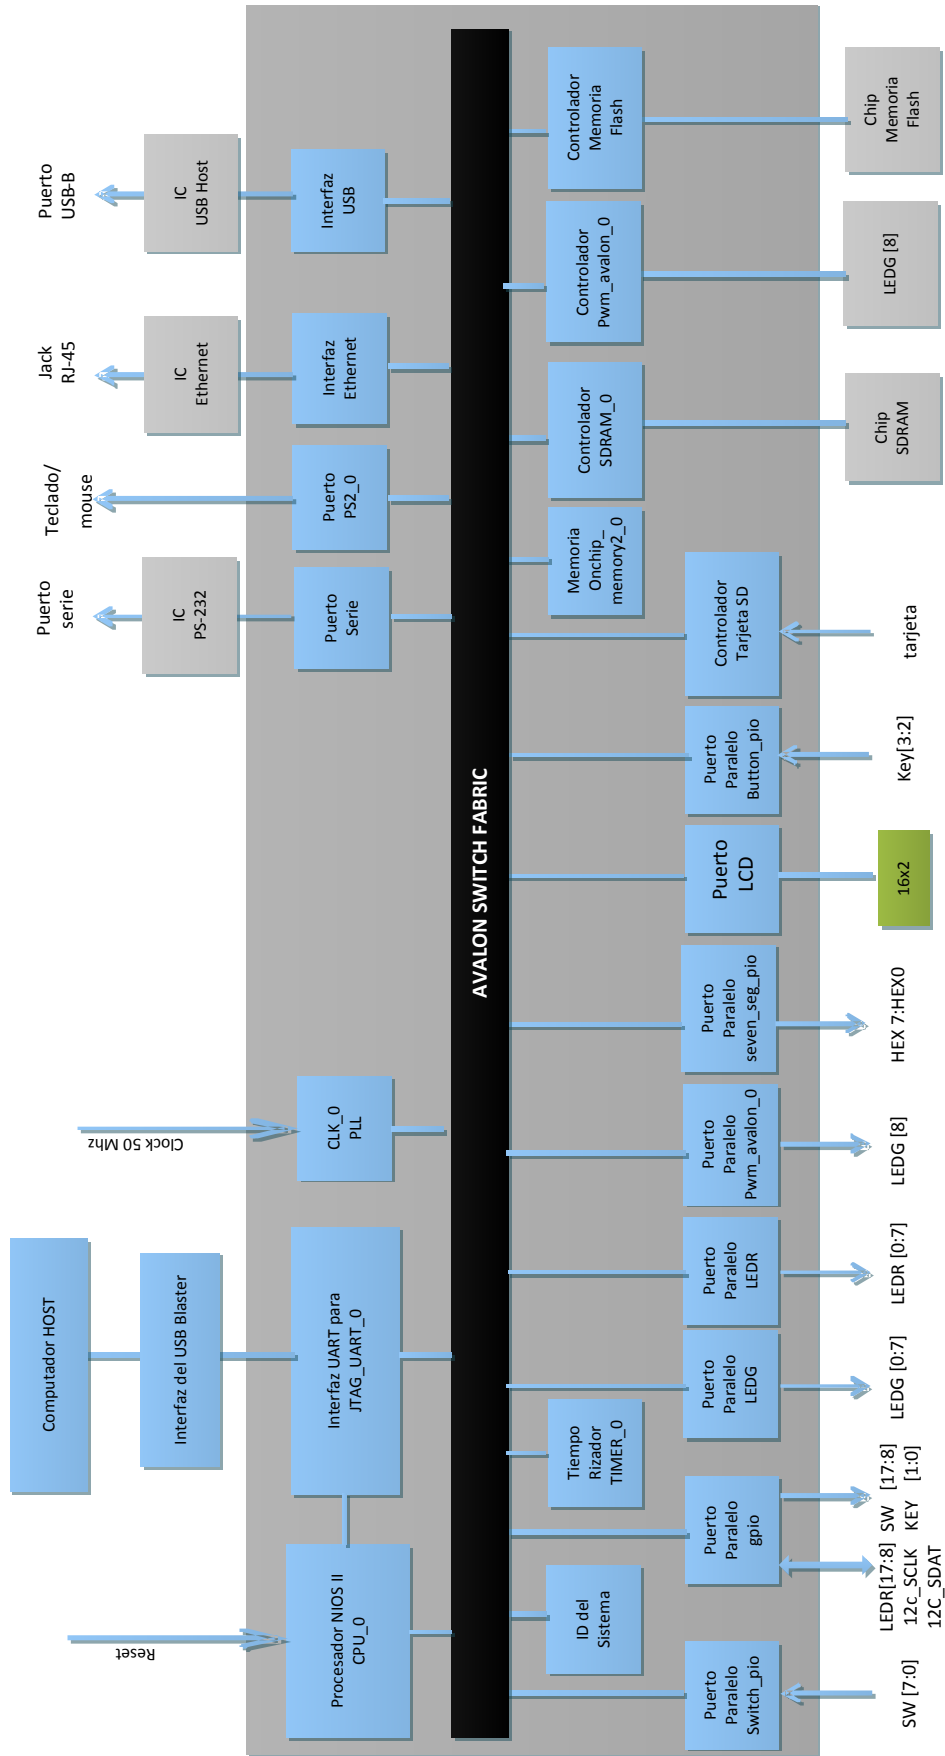 Computador HOST
Interfaz del USB Blaster
Reset
Procesador NIOS II
CPU_0
Interfaz UART para
JTAG_UART_0
Clock 50 Mhz
CLK_0
PLL
Puerto
serie
IC
PS-232
Puerto
Serie
Teclado/
mouse
Puerto
PS2_0
Jack
RJ-45
IC
Ethernet
Interfaz
Ethernet
Puerto
USB-B
IC
USB Host
Interfaz
USB
AVALON SWITCH FABRIC
ID del
Sistema
Tiempo
Rizador
TIMER_0
Memoria
Onchip_
memory2_0
Controlador
SDRAM_0
Controlador
Pwm_avalon_0
Controlador
Memoria
Flash
Puerto
Paralelo
Switch_pio
Puerto
Paralelo
gpio
Puerto
Paralelo
LEDG
Puerto
Paralelo
LEDR
Puerto
Paralelo
Pwm_avalon_0
Puerto
Paralelo
seven_seg_pio
Puerto
LCD
Puerto
Paralelo
Button_pio
Controlador
Tarjeta SD
SW [7:0]
LEDR[17:8] SW [17:8]
12c_SCLK KEY [1:0]
12C_SDAT
LEDG [0:7]
LEDR [0:7]
LEDG [8]
HEX 7:HEX0
16x2
Key[3:2]
tarjeta
Chip
SDRAM
LEDG [8]
Chip
Memoria
Flash